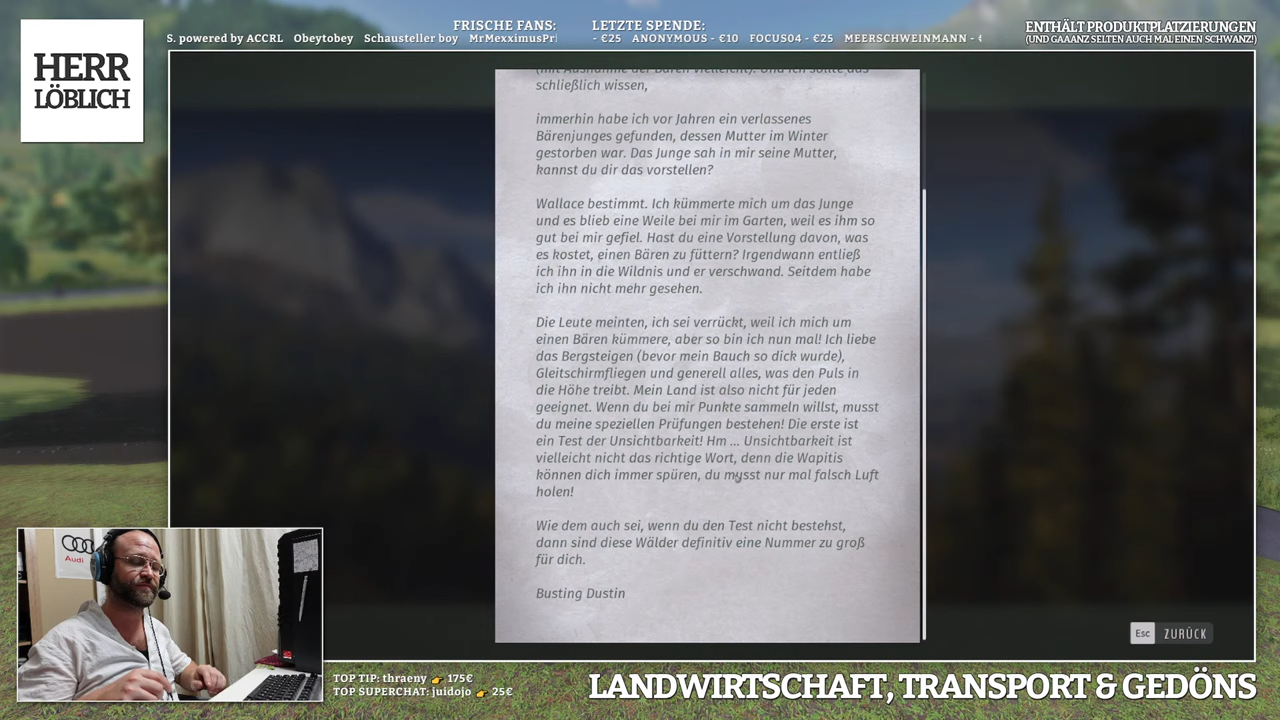 HERR
LÖBLICH
FRISCHE FANS:
S. powered by ACCRL Obeytobey Schausteller boy MrMexximusPr
LETZTE SPENDE:
- €25 ANONYMOUS - €10 FOCUS04 - €25 MEERSCHWEINMANN -
ENTHÄLT PRODUKTPLATZIERUNGEN
(UND GAAANZ SELTEN AUCH MAL EINEN SCHWANZ!)
(mit Ausnahme der Bären vielleicht). Und ich sollte das
schließlich wissen,
immerhin habe ich vor Jahren ein verlassenes
Bärenjunges gefunden, dessen Mutter im Winter
gestorben war. Das Junge sah in mir seine Mutter,
kannst du dir das vorstellen?
Wallace bestimmt. Ich kümmerte mich um das Junge
und es blieb eine Weile bei mir im Garten, weil es ihm so
gut bei mir gefiel. Hast du eine Vorstellung davon, was
es kostet, einen Bären zu füttern? Irgendwann entließ
ich ihn in die Wildnis und er verschwand. Seitdem habe
ich ihn nicht mehr gesehen.
Die Leute meinten, ich sei verrückt, weil ich mich um
einen Bären kümmere, aber so bin ich nun mal! Ich liebe
das Bergsteigen (bevor mein Bauch so dick wurde),
Gleitschirmfliegen und generell alles, was den Puls in
die Höhe treibt. Mein Land ist also nicht für jeden
geeignet. Wenn du bei mir Punkte sammeln willst, musst
du meine speziellen Prüfungen bestehen! Die erste ist
ein Test der Unsichtbarkeit! Hm ... Unsichtbarkeit ist
vielleicht nicht das richtige Wort, denn die Wapitis
können dich immer spüren, du musst nur mal falsch Luft
holen!
Wie dem auch sei, wenn du den Test nicht bestehst,
dann sind diese Wälder definitiv eine Nummer zu groß
für dich.
Busting Dustin
Esc ZURÜCK
Audi
TOP TIP: thraeny 👉 175€
TOP SUPERCHAT: juidojo 👉 25€
LANDWIRTSCHAFT, TRANSPORT & GEDÖNS